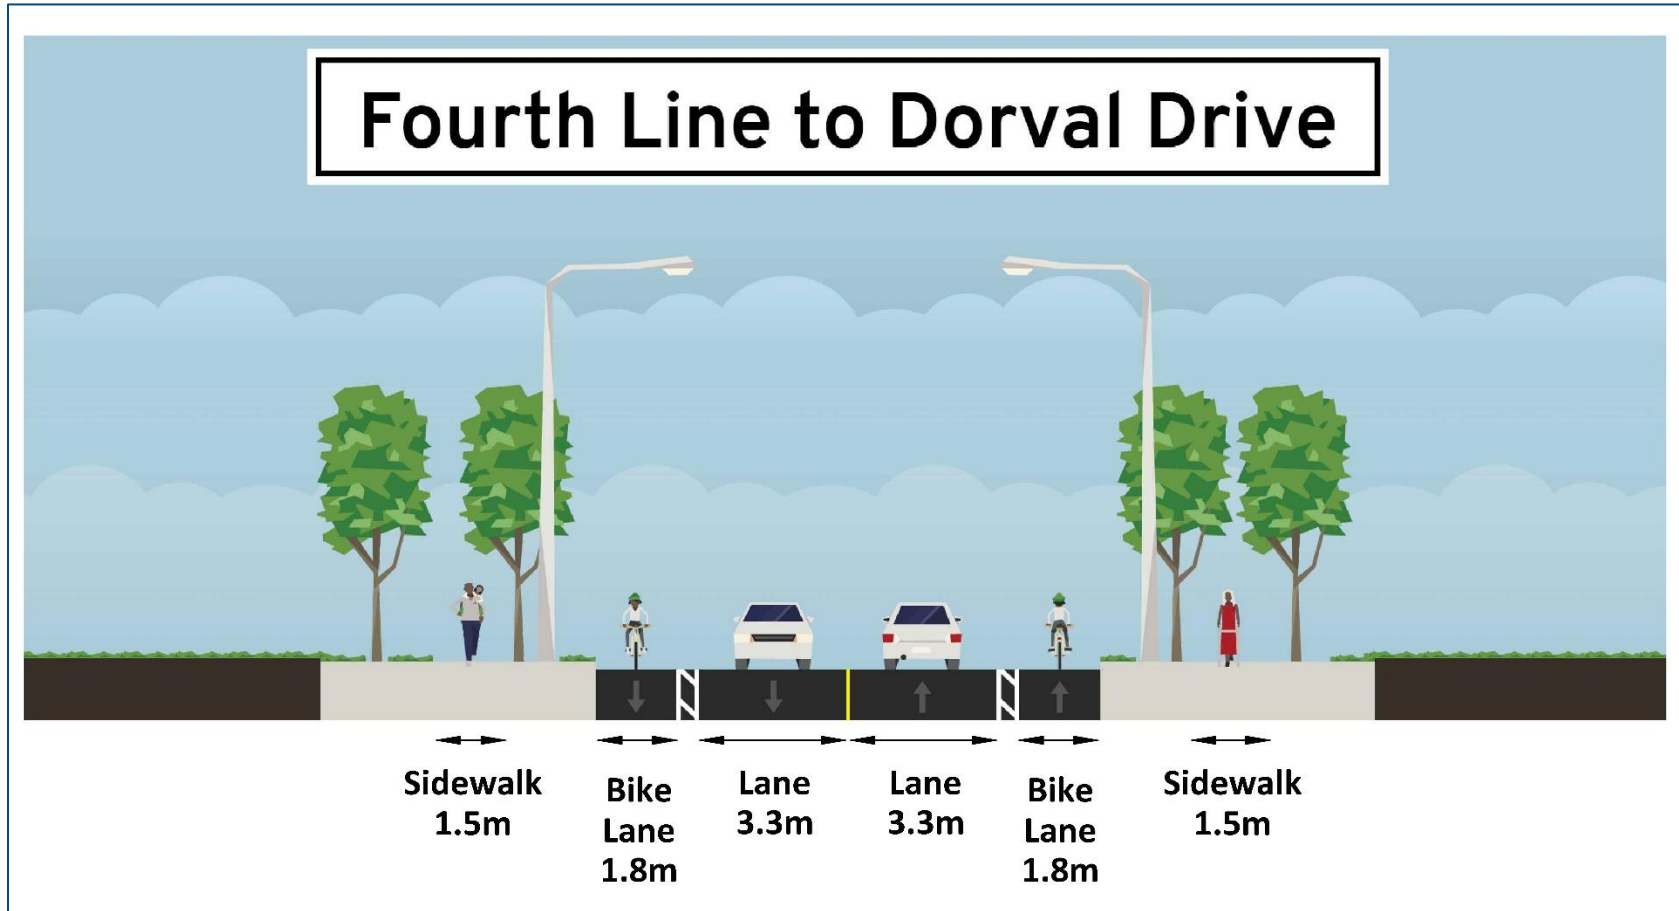 Fourth Line to Dorval Drive
Sidewalk
1.5m
Bike
Lane
1.8m
Lane
3.3m
Lane
3.3m
Bike
Lane
1.8m
Sidewalk
1.5m